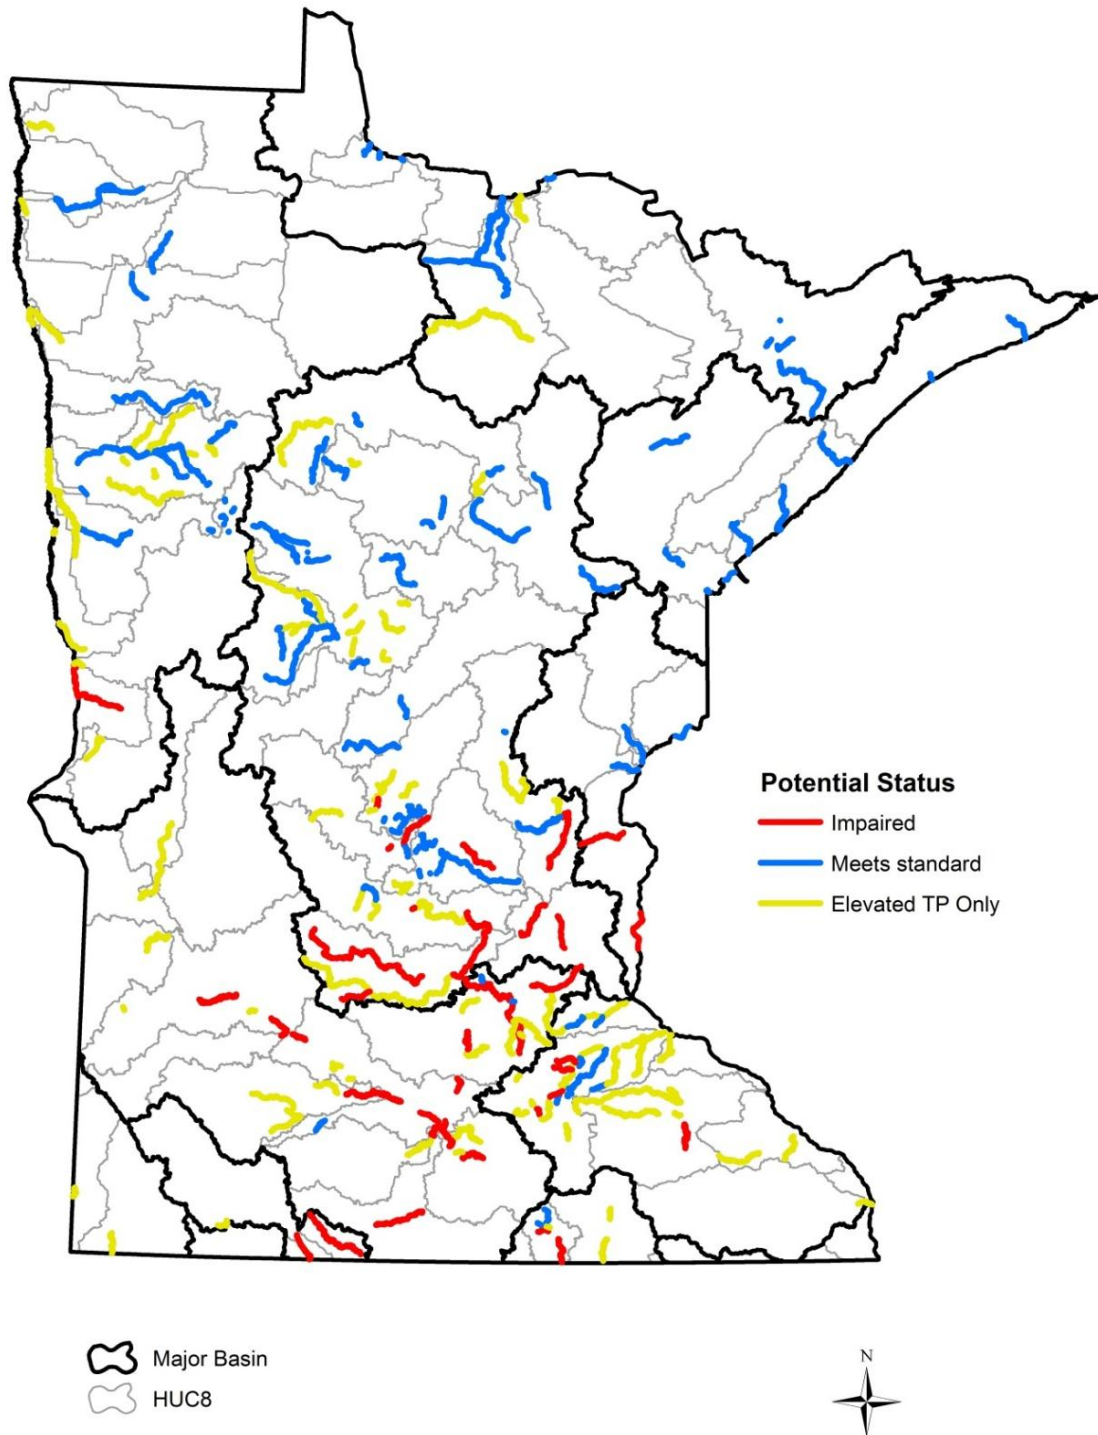 Potential Status
Impaired
Meets standard
Elevated TP Only
Major Basin
HUC8
N